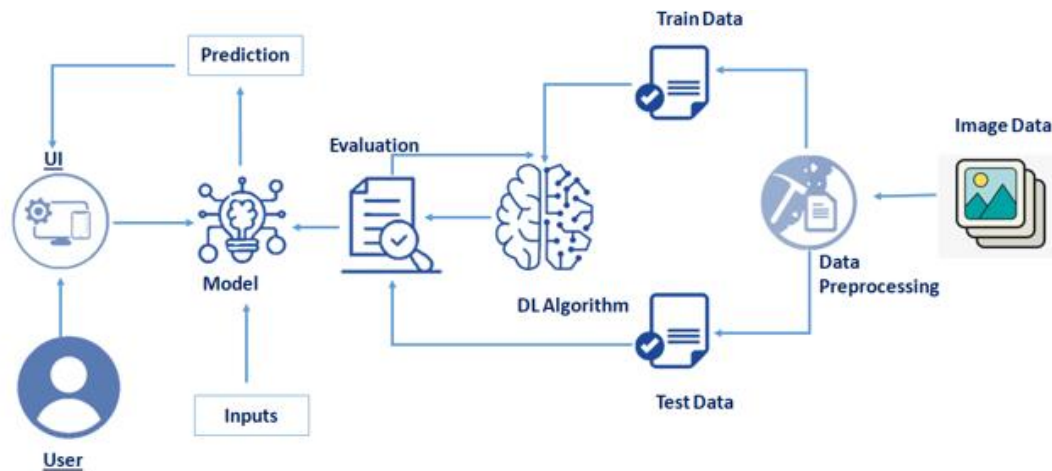 Train Data
Prediction
Image Data
Evaluation
UI
Model
Data
Preprocessing
DL Algorithm
Inputs
Test Data
User